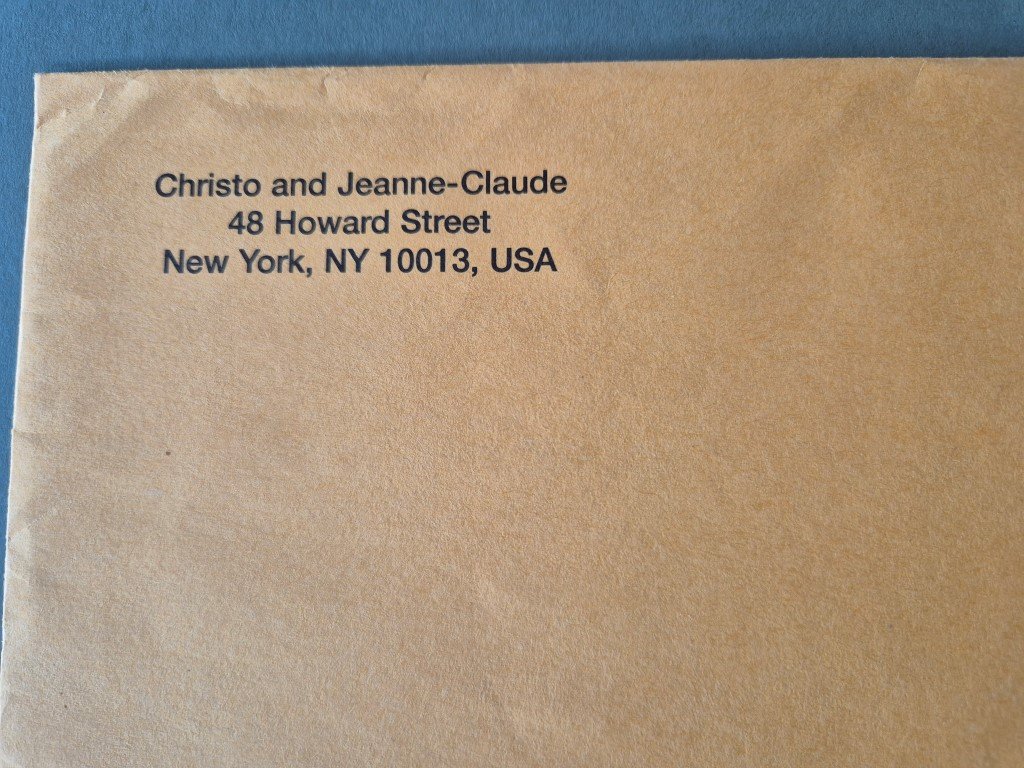 Christo and Jeanne-Claude
48 Howard Street
New York, NY 10013, USA